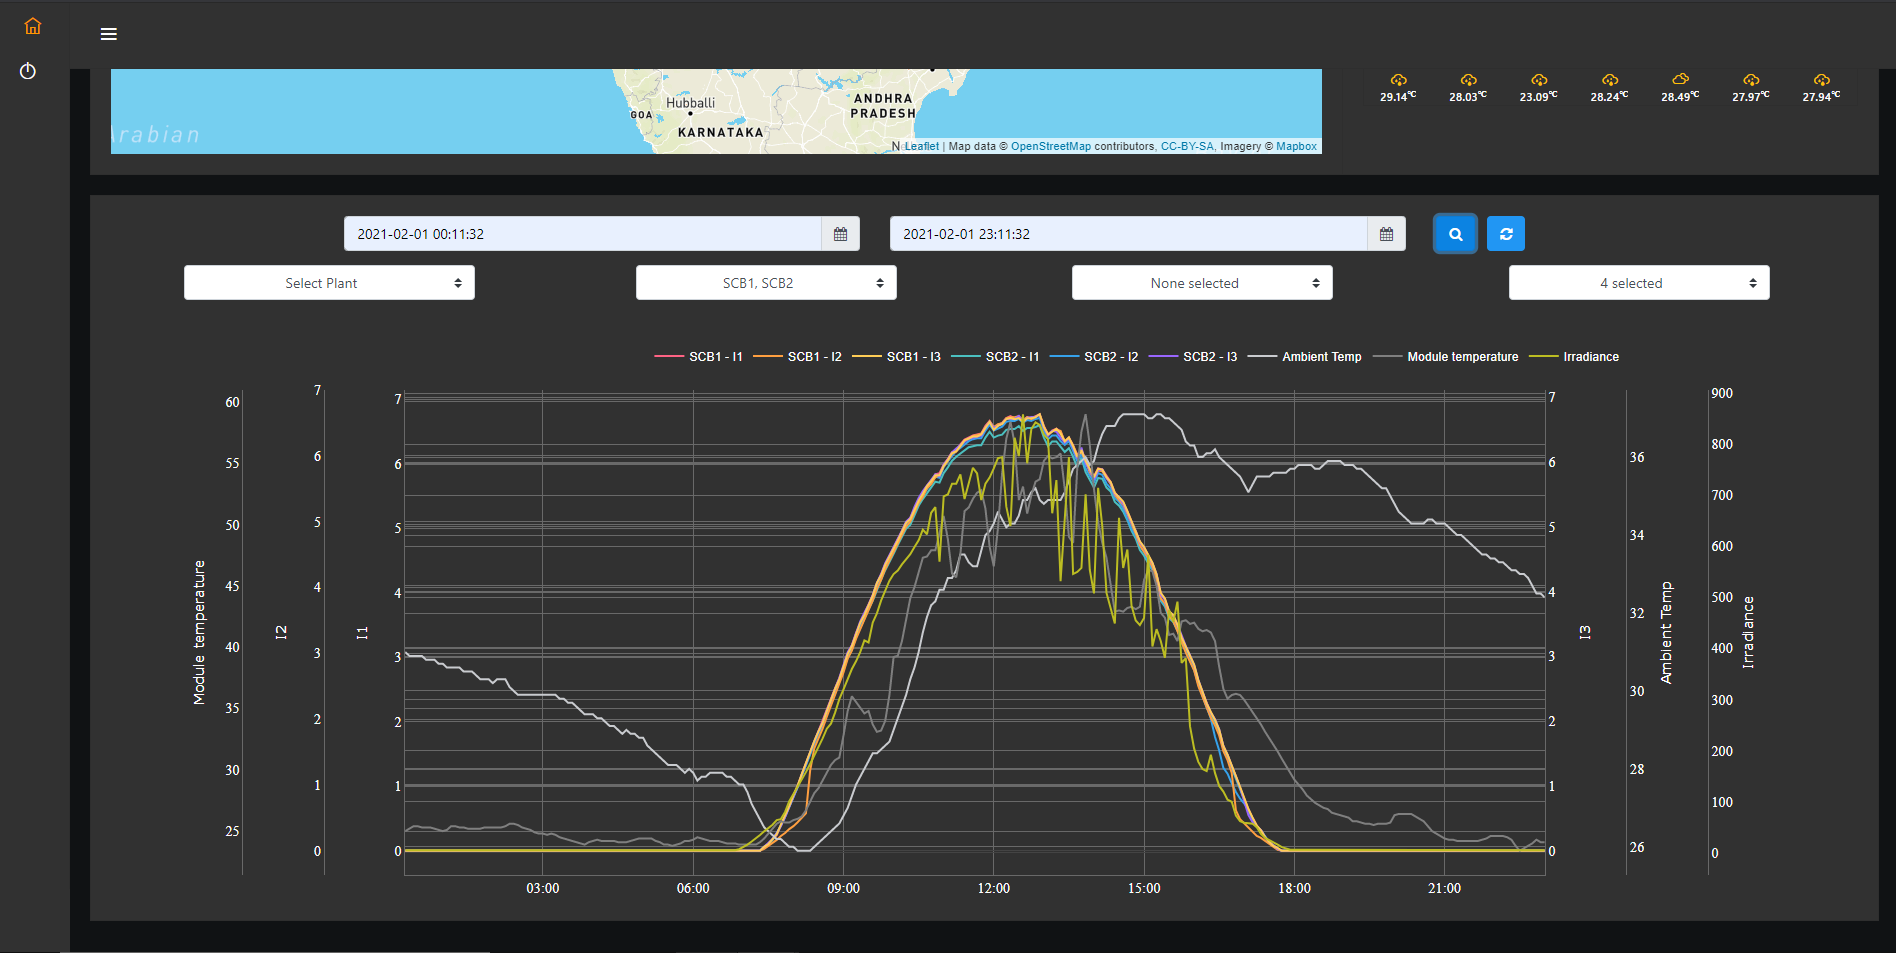 Hubballi
GOA
KARNATAKA
ANDHRA
PRADESH
Arabian
Leaflet | Map data © OpenStreetMap contributors, CC-BY-SA, Imagery © Mapbox
29.14°C 28.03°C 23.09°C 28.24°C 28.49°C 27.97°C 27.94°C
2021-02-01 00:11:32 2021-02-01 23:11:32
Select Plant SCB1, SCB2 None selected 4 selected
SCB1 - I1 SCB1 - I2 SCB1 - I3 SCB2 - I1 SCB2 - I2 SCB2 - I3 Ambient Temp Module temperature Irradiance
Module temperature
60
55
50
45
40
35
30
25
I2
7
6
5
4
3
2
1
0
I1
7
6
5
4
3
2
1
0
7
6
5
4
3
2
1
0
I3
36
34
32
30
28
26
Ambient Temp
900
800
700
600
500
400
300
200
100
0
Irradiance
03:00 06:00 09:00 12:00 15:00 18:00 21:00